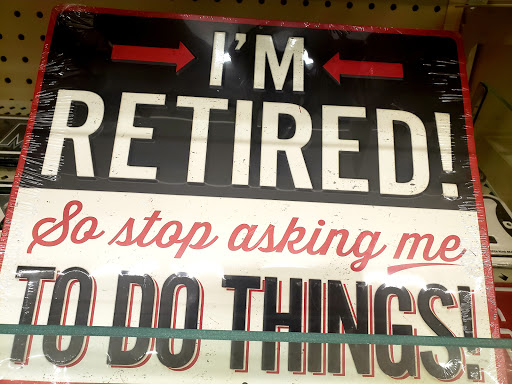 I'M
RETIRED!
So stop asking me
TO DO THINGS!